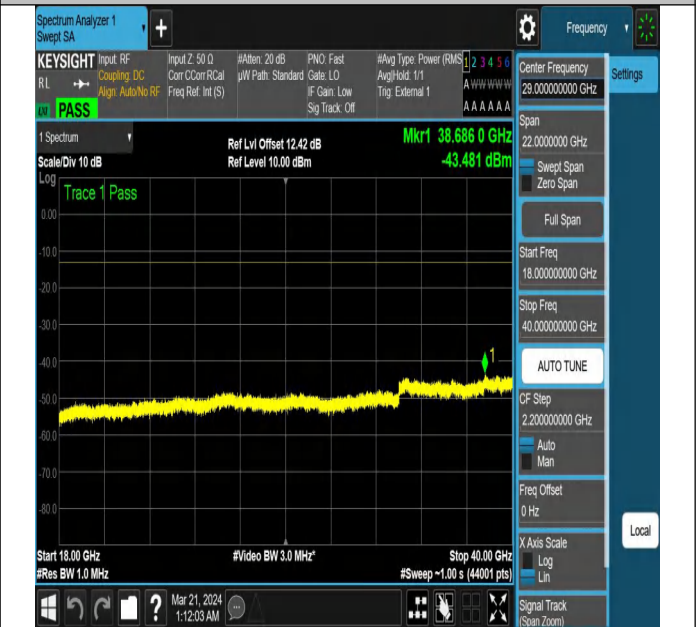 Spectrum Analyzer 1
Swept SA
+
Frequency
KEYSIGHT
Input: RF
Coupling: DC
Align: Auto/No RF
RL
PASS
Input Z: 50 Ω
Corr CCorr RCal
Freq Ref: Int (S)
#Atten: 20 dB
µW Path: Standard
PNO: Fast
Gate: LO
IF Gain: Low
Sig Track: Off
#Avg Type: Power (RMS
Avg|Hold: 1/1
Trig: External 1
1 2 3 4 5 6
A W W W W W
A A A A A A
1 Spectrum
Scale/Div 10 dB
Log
Ref Lvl Offset 12.42 dB
Ref Level 10.00 dBm
Mkr1 38.686 0 GHz
-43.481 dBm
Trace 1 Pass
0.00
-10.0
-20.0
-30.0
-40.0
-50.0
-60.0
-70.0
-80.0
1
Start 18.00 GHz
#Res BW 1.0 MHz
#Video BW 3.0 MHz*
Stop 40.00 GHz
#Sweep ~1.00 s (44001 pts)
?
Mar 21, 2024
1:12:03 AM
Center Frequency
29.000000000 GHz
Settings
Span
22.0000000 GHz
Swept Span
Zero Span
Full Span
Start Freq
18.000000000 GHz
Stop Freq
40.000000000 GHz
AUTO TUNE
CF Step
2.200000000 GHz
Auto
Man
Freq Offset
0 Hz
Local
X Axis Scale
Log
Lin
Signal Track
(Span Zoom)